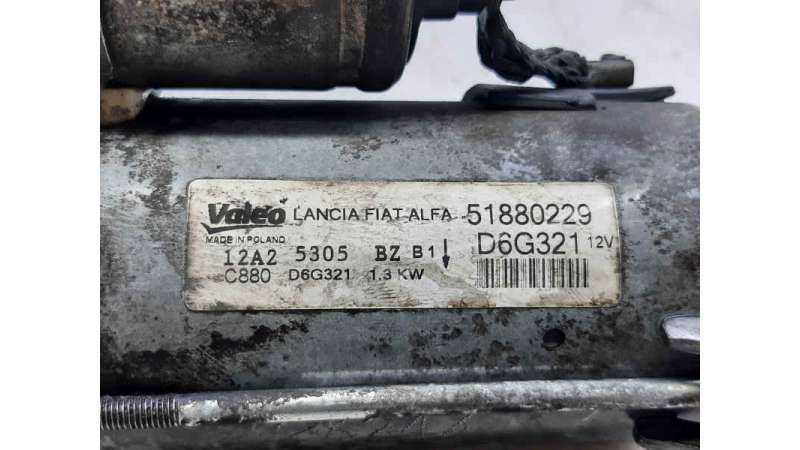 Valeo LANCIA FIAT ALFA 51880229
MADE IN POLAND D6G321 12V
12A2 5305 BZ B1
C880 D6G321 1.3 KW